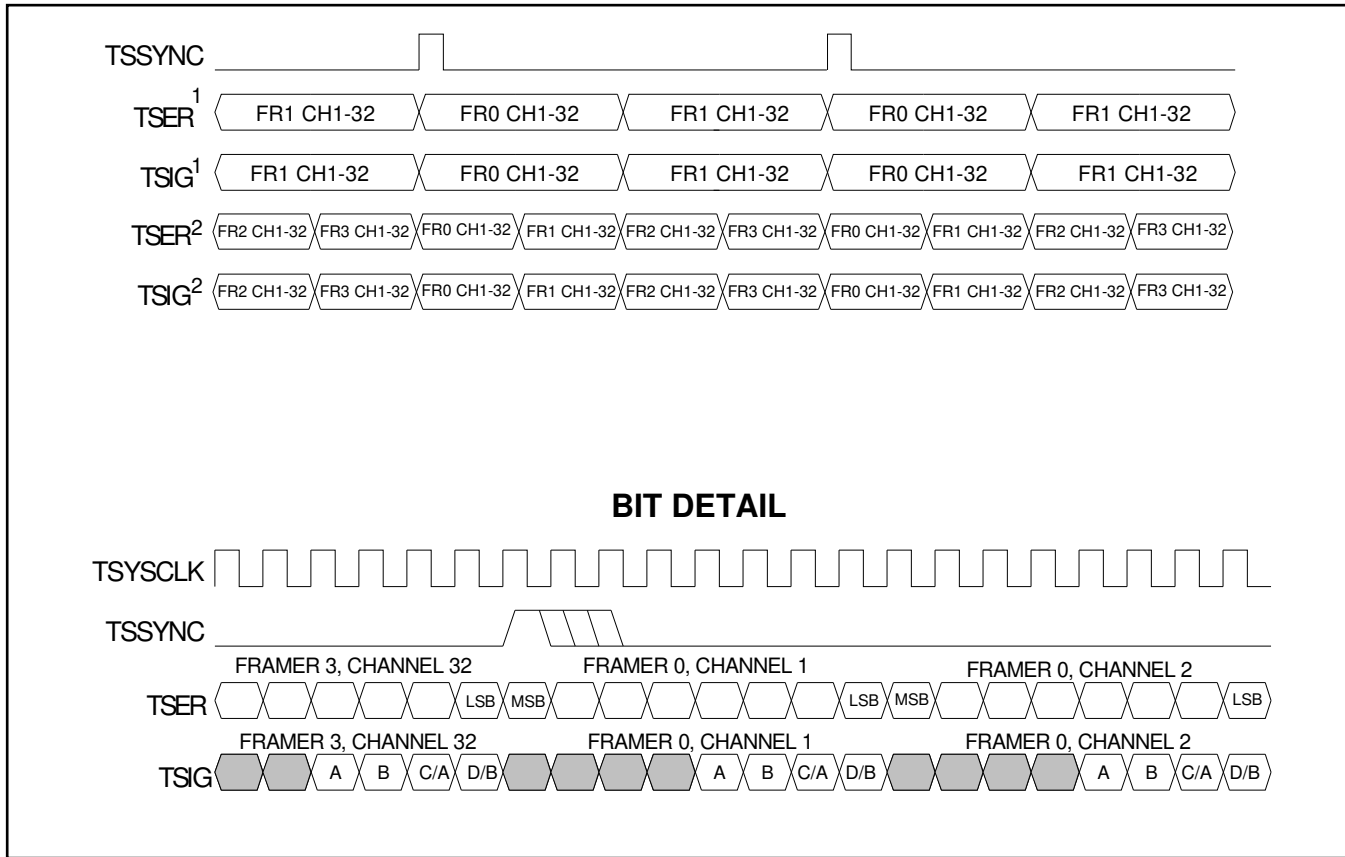 TSSYNC
TSER1 FR1 CH1-32 FR0 CH1-32 FR1 CH1-32 FR0 CH1-32 FR1 CH1-32
TSIG1 FR1 CH1-32 FR0 CH1-32 FR1 CH1-32 FR0 CH1-32 FR1 CH1-32
TSER2 FR2 CH1-32 FR3 CH1-32 FR0 CH1-32 FR1 CH1-32 FR2 CH1-32 FR3 CH1-32 FR0 CH1-32 FR1 CH1-32 FR2 CH1-32 FR3 CH1-32
TSIG2 FR2 CH1-32 FR3 CH1-32 FR0 CH1-32 FR1 CH1-32 FR2 CH1-32 FR3 CH1-32 FR0 CH1-32 FR1 CH1-32 FR2 CH1-32 FR3 CH1-32
BIT DETAIL
TSYSCLK
TSSYNC
FRAMER 3, CHANNEL 32 FRAMER 0, CHANNEL 1 FRAMER 0, CHANNEL 2
TSER LSB MSB LSB MSB LSB
FRAMER 3, CHANNEL 32 FRAMER 0, CHANNEL 1 FRAMER 0, CHANNEL 2
TSIG A B C/A D/B A B C/A D/B A B C/A D/B